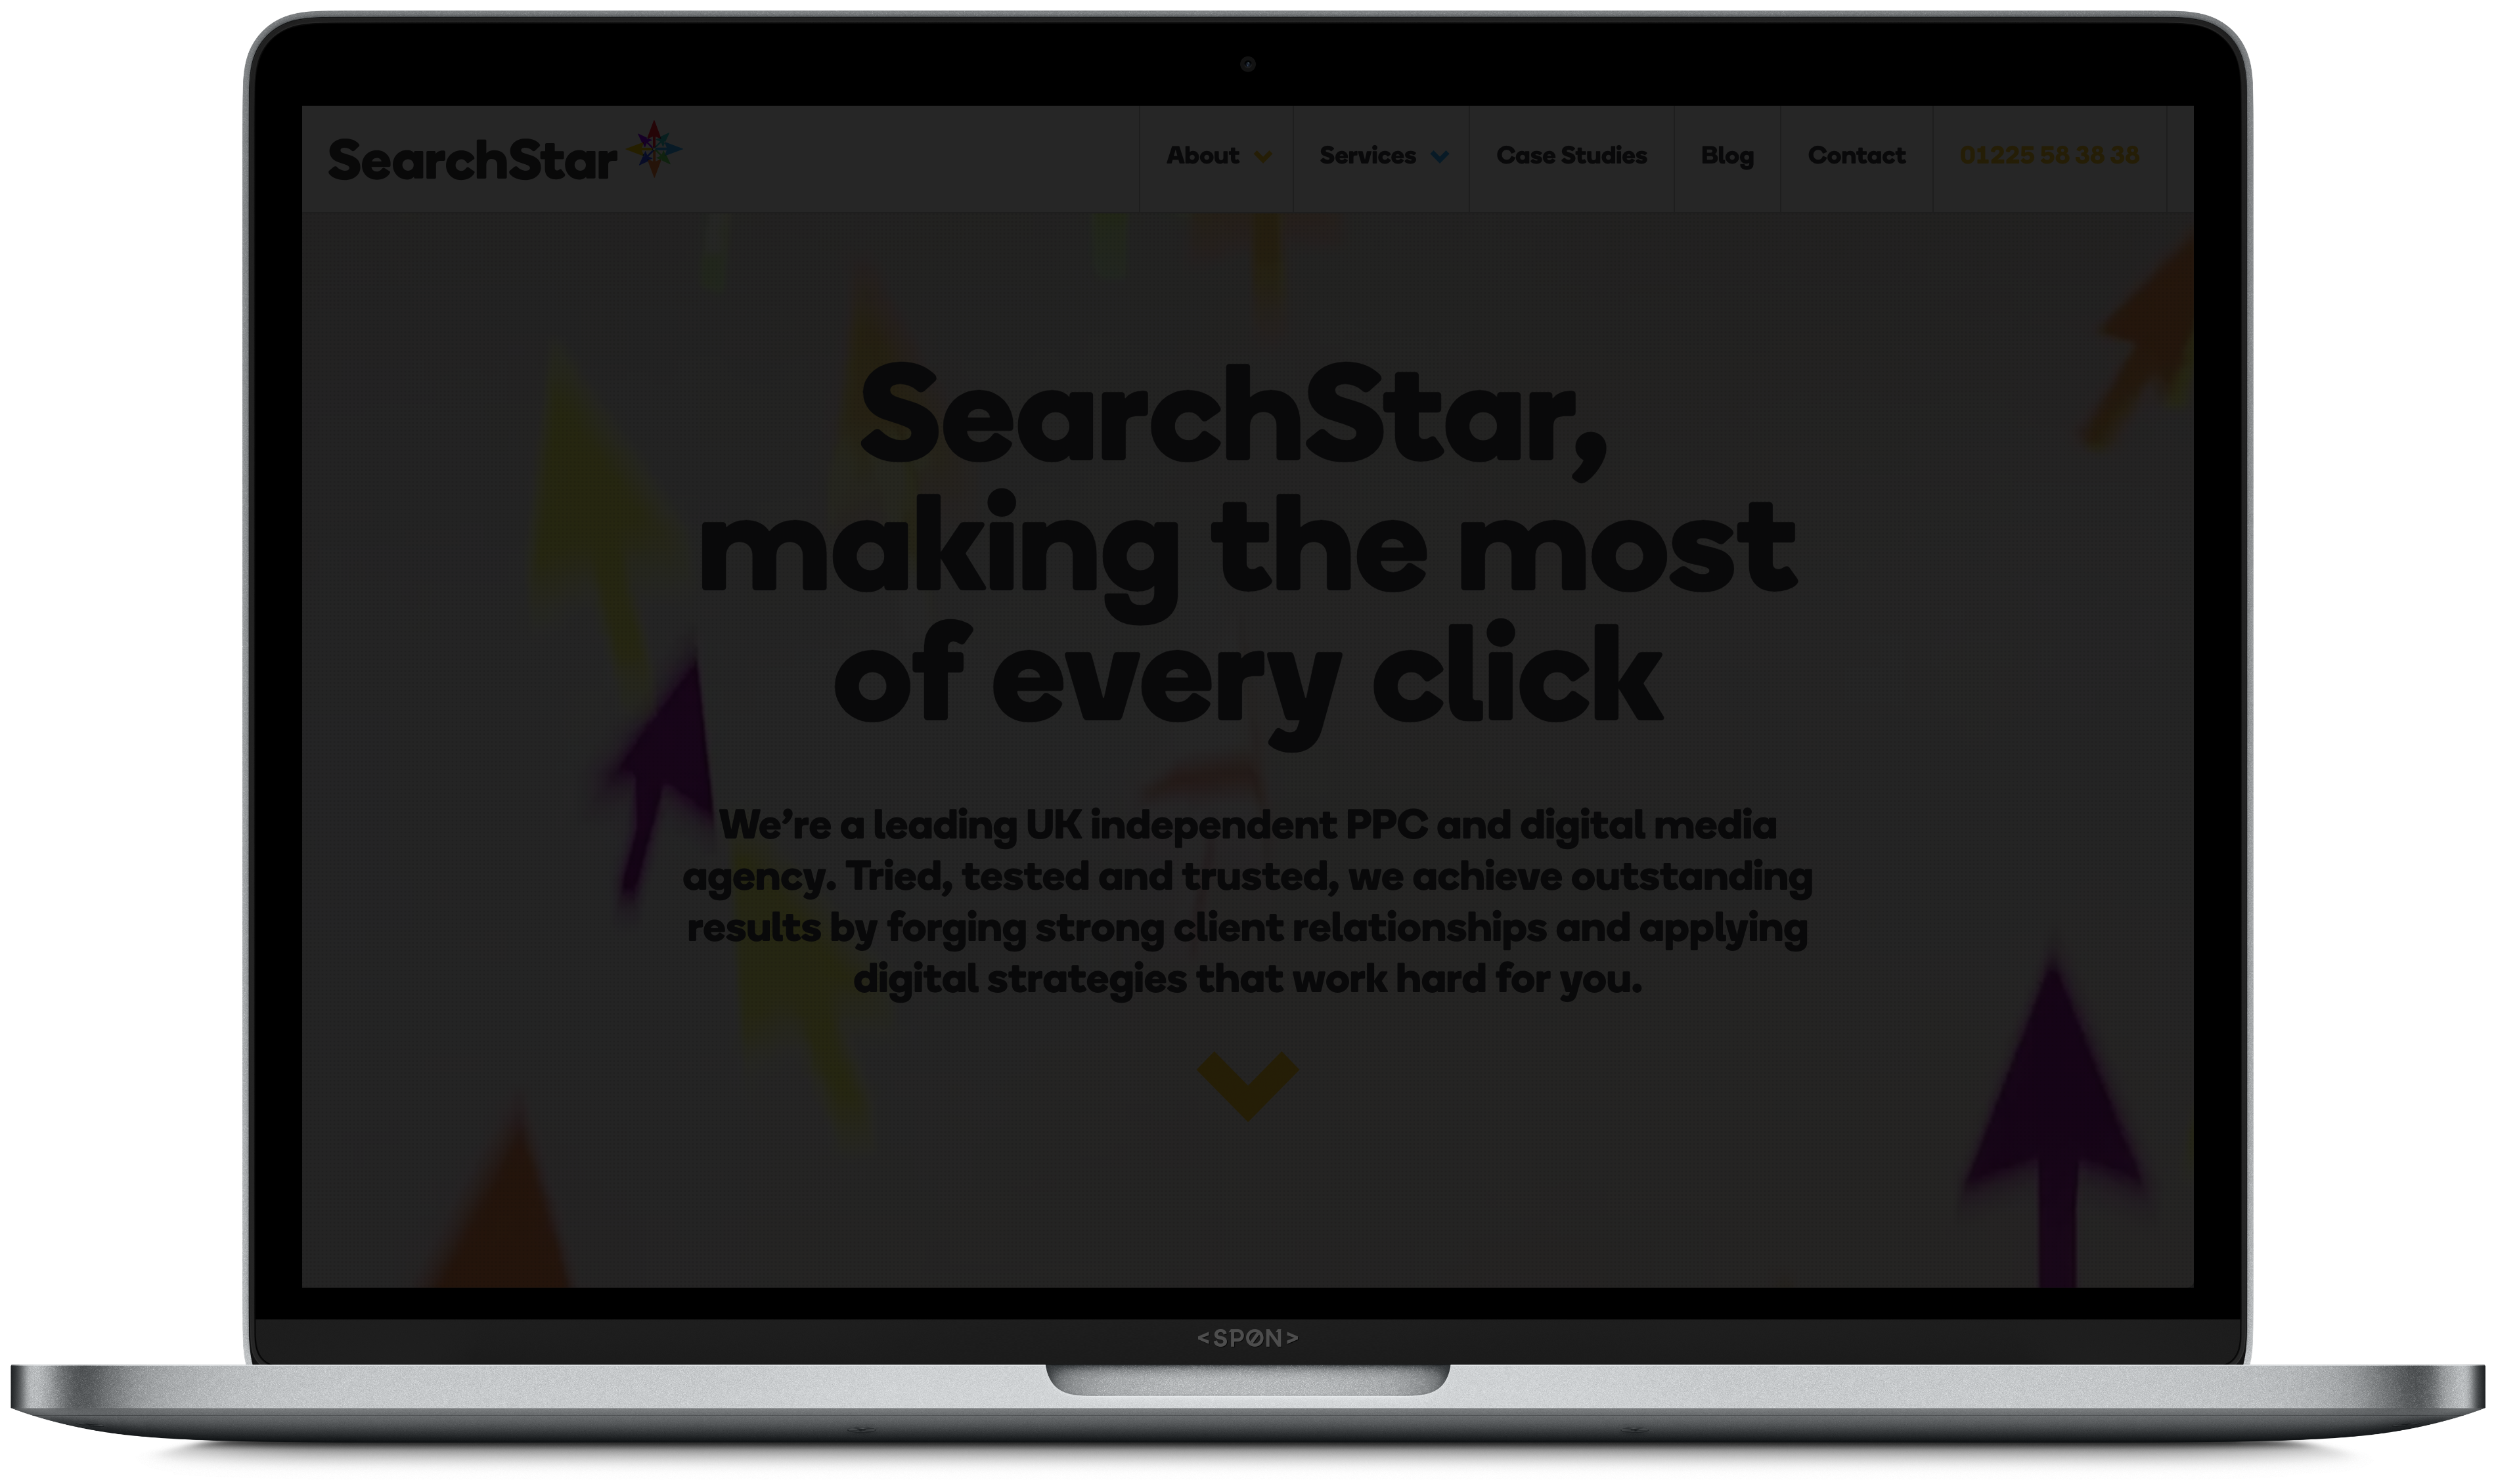 SearchStar
About
Services
Case Studies
Blog
Contact
01225 58 38 38
SearchStar,
making the most
of every click
We’re a leading UK independent PPC and digital media
agency. Tried, tested and trusted, we achieve outstanding
results by forging strong client relationships and applying
digital strategies that work hard for you.
<SPØN>